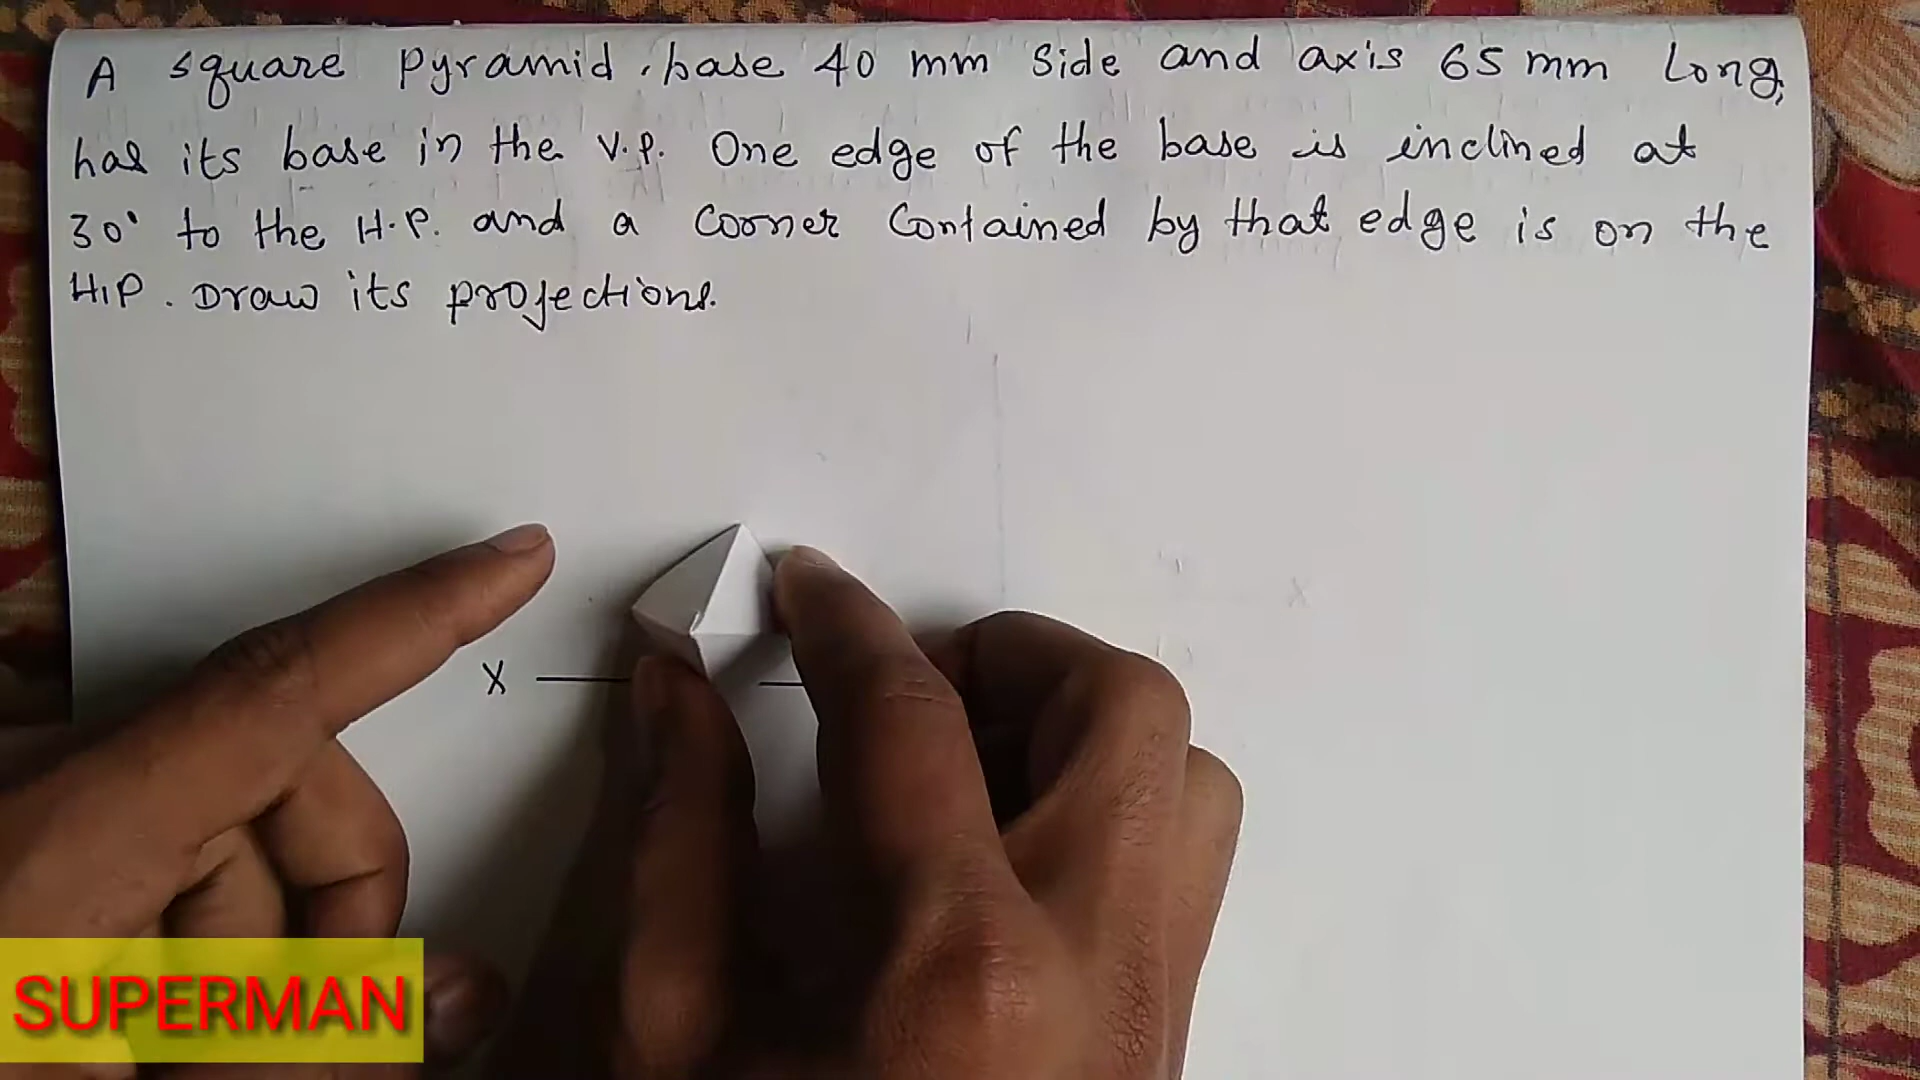 A square pyramid, base 40 mm side and axis 65 mm Long,
has its base in the V.P. One edge of the base is inclined at
30° to the H.P. and a corner contained by that edge is on the
H.P. Draw its projections.
X
X
SUPERMAN